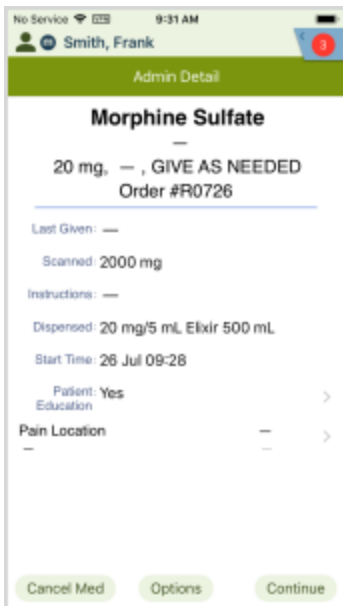 No Service 9:31 AM
Smith, Frank
3
Admin Detail
Morphine Sulfate
—
20 mg, — , GIVE AS NEEDED
Order #R0726
Last Given: —
Scanned: 2000 mg
Instructions: —
Dispensed: 20 mg/5 mL Elixir 500 mL
Start Time: 26 Jul 09:28
Patient: Yes
Education
Pain Location —
— —
Cancel Med Options Continue